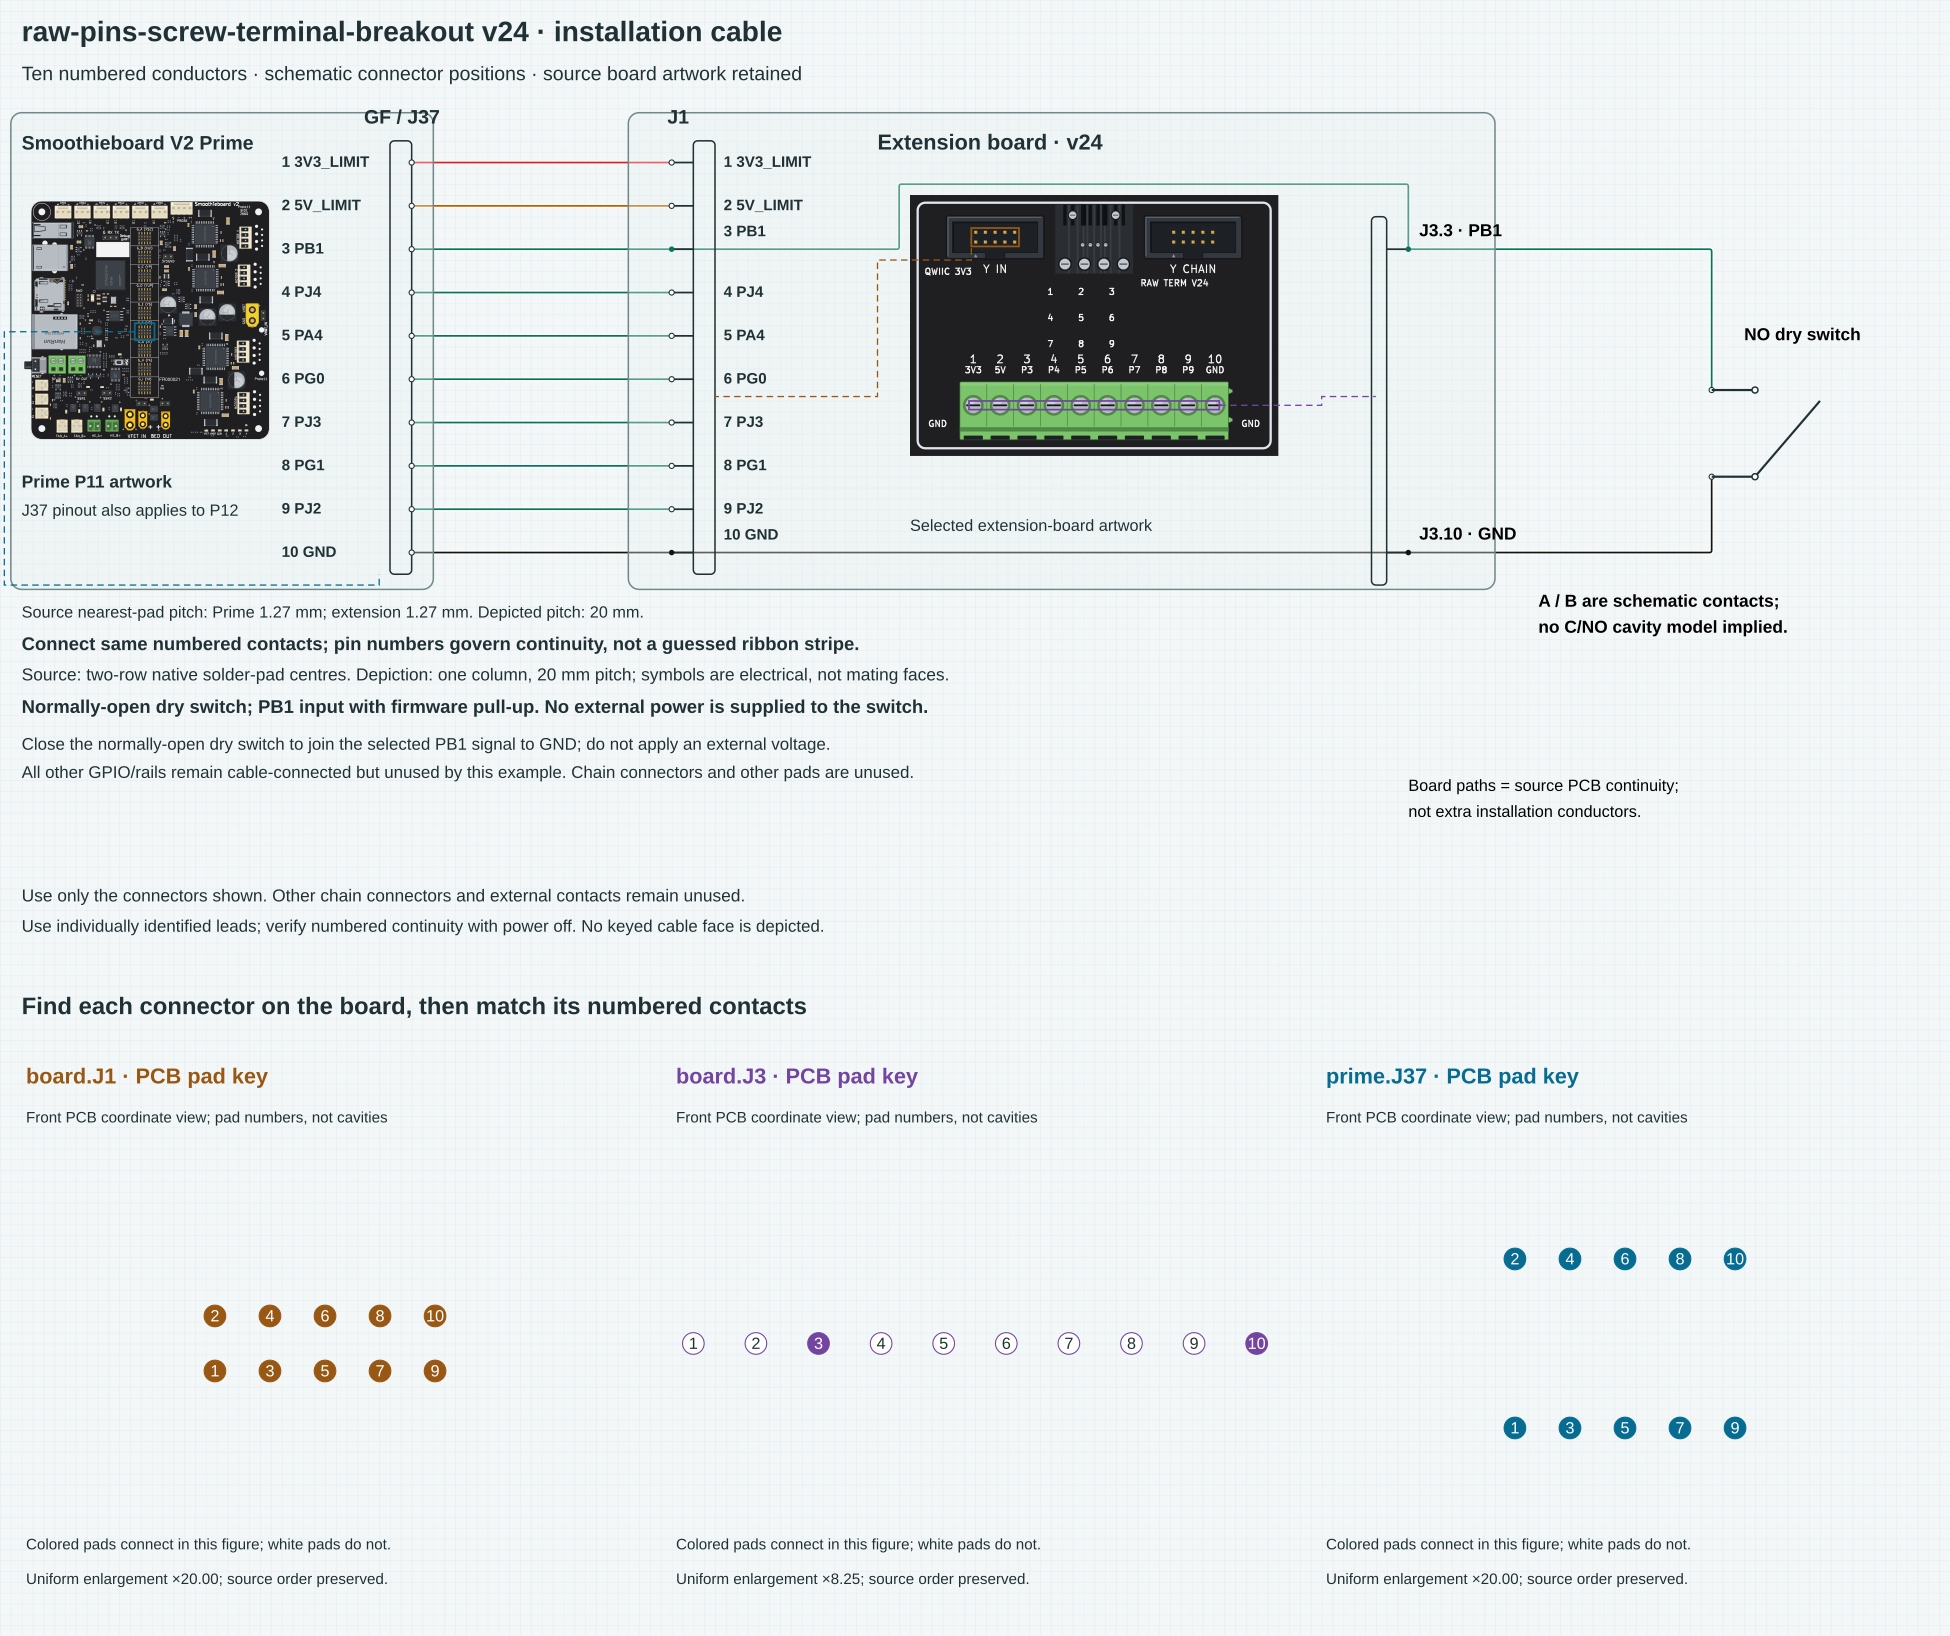 raw-pins-screw-terminal-breakout v24 · installation cable
Ten numbered conductors · schematic connector positions · source board artwork retained
GF / J37
J1
Smoothieboard V2 Prime
Extension board · v24
1 3V3_LIMIT
2 5V_LIMIT
3 PB1
4 PJ4
5 PA4
6 PG0
7 PJ3
8 PG1
9 PJ2
10 GND
1 3V3_LIMIT
2 5V_LIMIT
3 PB1
4 PJ4
5 PA4
6 PG0
7 PJ3
8 PG1
9 PJ2
10 GND
Smoothieboard v2
VFET IN
BED OUT
Prime P11 artwork
J37 pinout also applies to P12
QWIIC 3V3
Y IN
Y CHAIN
RAW TERM V24
1 2 3
4 5 6
7 8 9
1 2 3 4 5 6 7 8 9 10
3V3 5V P3 P4 P5 P6 P7 P8 P9 GND
GND
GND
Selected extension-board artwork
J3.3 · PB1
NO dry switch
J3.10 · GND
A / B are schematic contacts;
no C/NO cavity model implied.
Source nearest-pad pitch: Prime 1.27 mm; extension 1.27 mm. Depicted pitch: 20 mm.
Connect same numbered contacts; pin numbers govern continuity, not a guessed ribbon stripe.
Source: two-row native solder-pad centres. Depiction: one column, 20 mm pitch; symbols are electrical, not mating faces.
Normally-open dry switch; PB1 input with firmware pull-up. No external power is supplied to the switch.
Close the normally-open dry switch to join the selected PB1 signal to GND; do not apply an external voltage.
All other GPIO/rails remain cable-connected but unused by this example. Chain connectors and other pads are unused.
Board paths = source PCB continuity;
not extra installation conductors.
Use only the connectors shown. Other chain connectors and external contacts remain unused.
Use individually identified leads; verify numbered continuity with power off. No keyed cable face is depicted.
Find each connector on the board, then match its numbered contacts
board.J1 · PCB pad key
Front PCB coordinate view; pad numbers, not cavities
2 4 6 8 10
1 3 5 7 9
Colored pads connect in this figure; white pads do not.
Uniform enlargement ×20.00; source order preserved.
board.J3 · PCB pad key
Front PCB coordinate view; pad numbers, not cavities
1 2 3 4 5 6 7 8 9 10
Colored pads connect in this figure; white pads do not.
Uniform enlargement ×8.25; source order preserved.
prime.J37 · PCB pad key
Front PCB coordinate view; pad numbers, not cavities
2 4 6 8 10
1 3 5 7 9
Colored pads connect in this figure; white pads do not.
Uniform enlargement ×20.00; source order preserved.